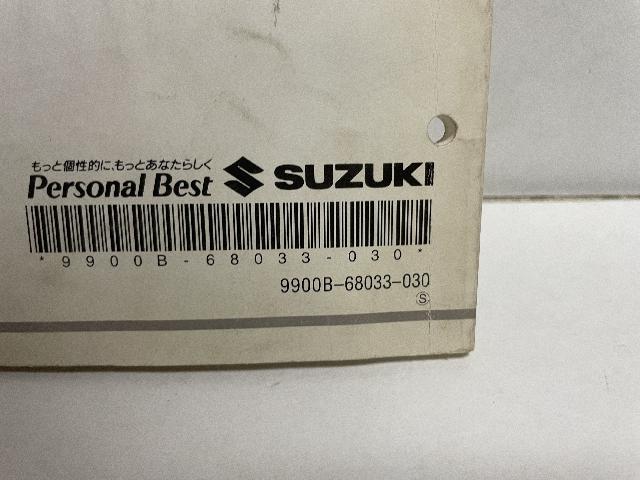 もっと個性的に、もっとあなたらしく
Personal Best SUZUKI
*9900B-68033-030*
9900B-68033-030
Ⓢ